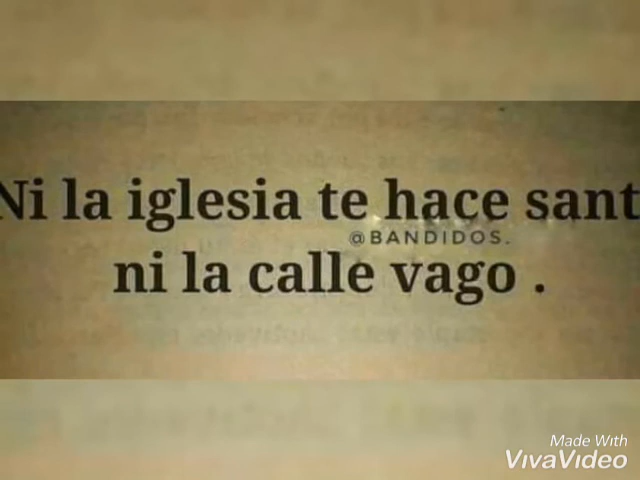 Ni la iglesia te hace sant
@BANDIDOS.
ni la calle vago .
Made With
VivaVideo